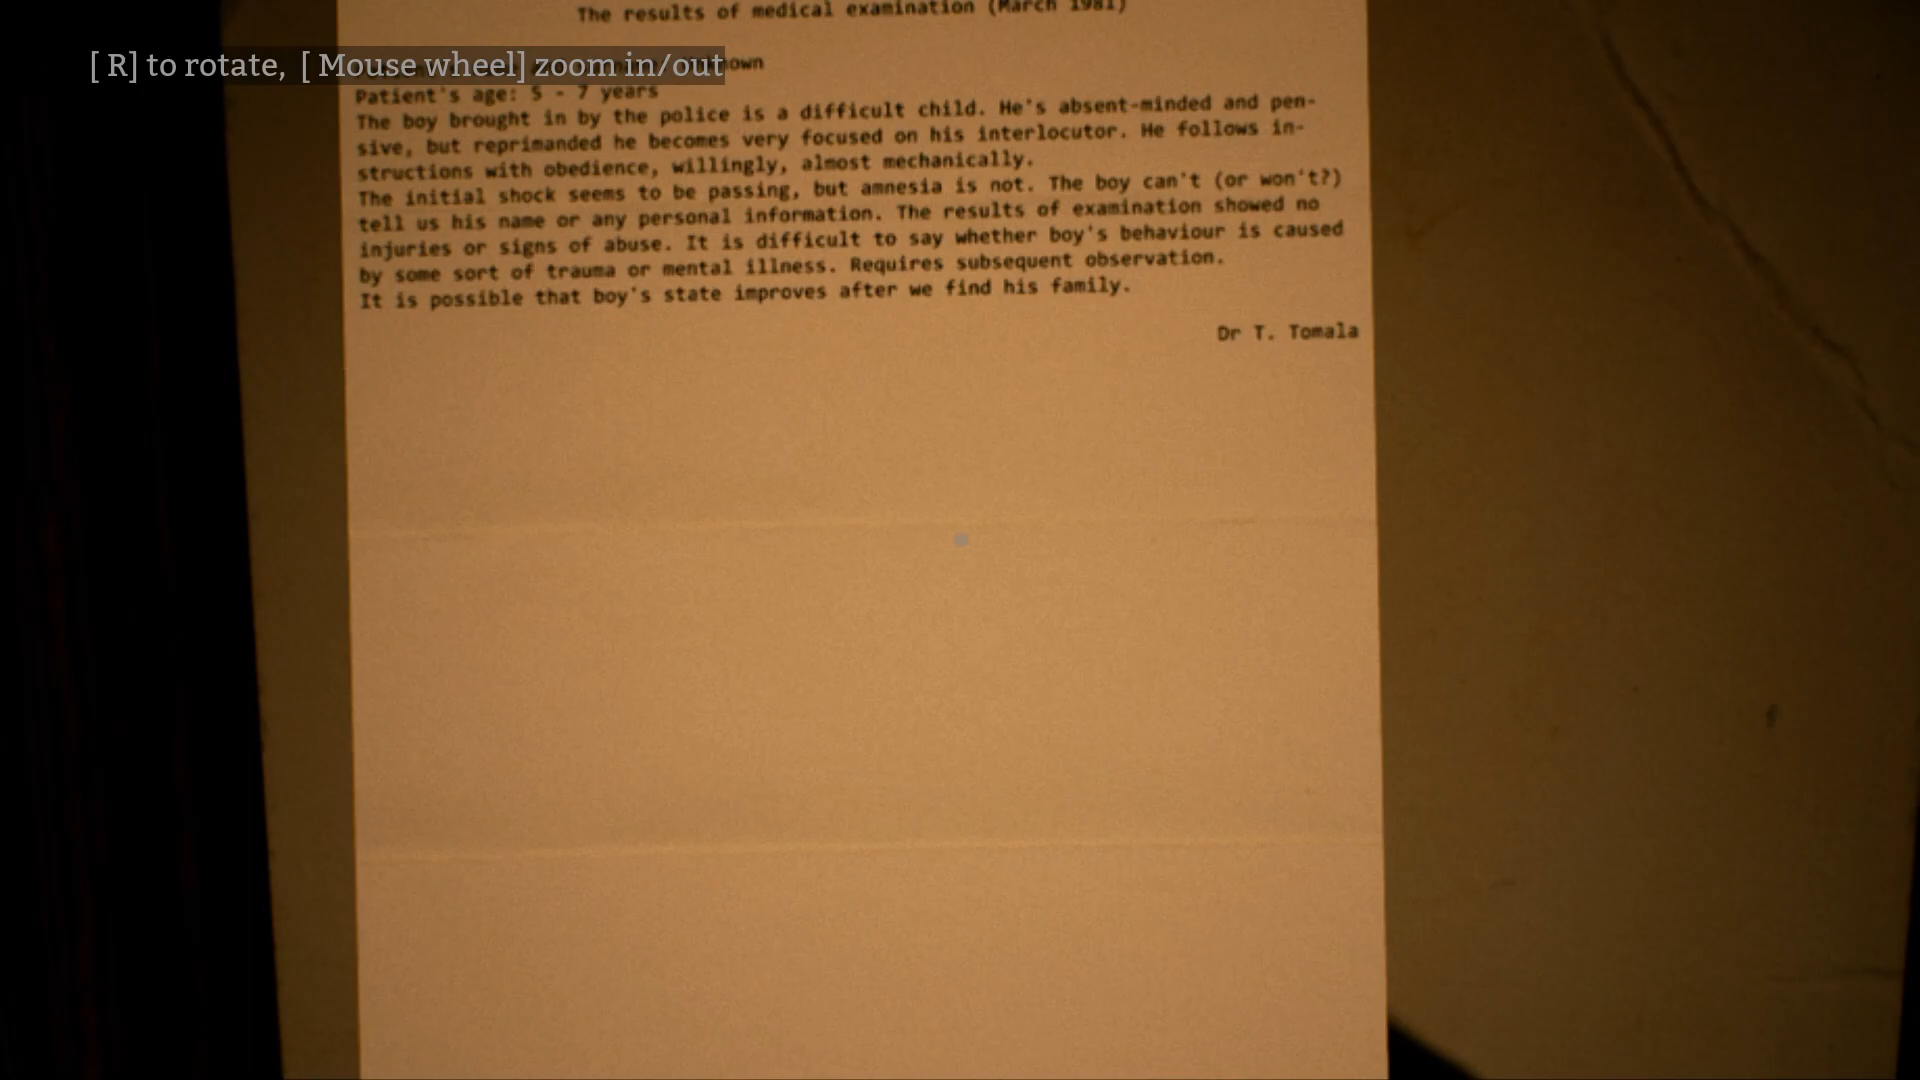 The results of medical examination (March 1981)
[ R] to rotate, [ Mouse wheel] zoom in/out
Patient's age: 5 - 7 years
The boy brought in by the police is a difficult child. He's absent-minded and pen-
sive, but reprimanded he becomes very focused on his interlocutor. He follows in-
structions with obedience, willingly, almost mechanically.
The initial shock seems to be passing, but amnesia is not. The boy can't (or won't?)
tell us his name or any personal information. The results of examination showed no
injuries or signs of abuse. It is difficult to say whether boy's behaviour is caused
by some sort of trauma or mental illness. Requires subsequent observation.
It is possible that boy's state improves after we find his family.
Dr T. Tomala